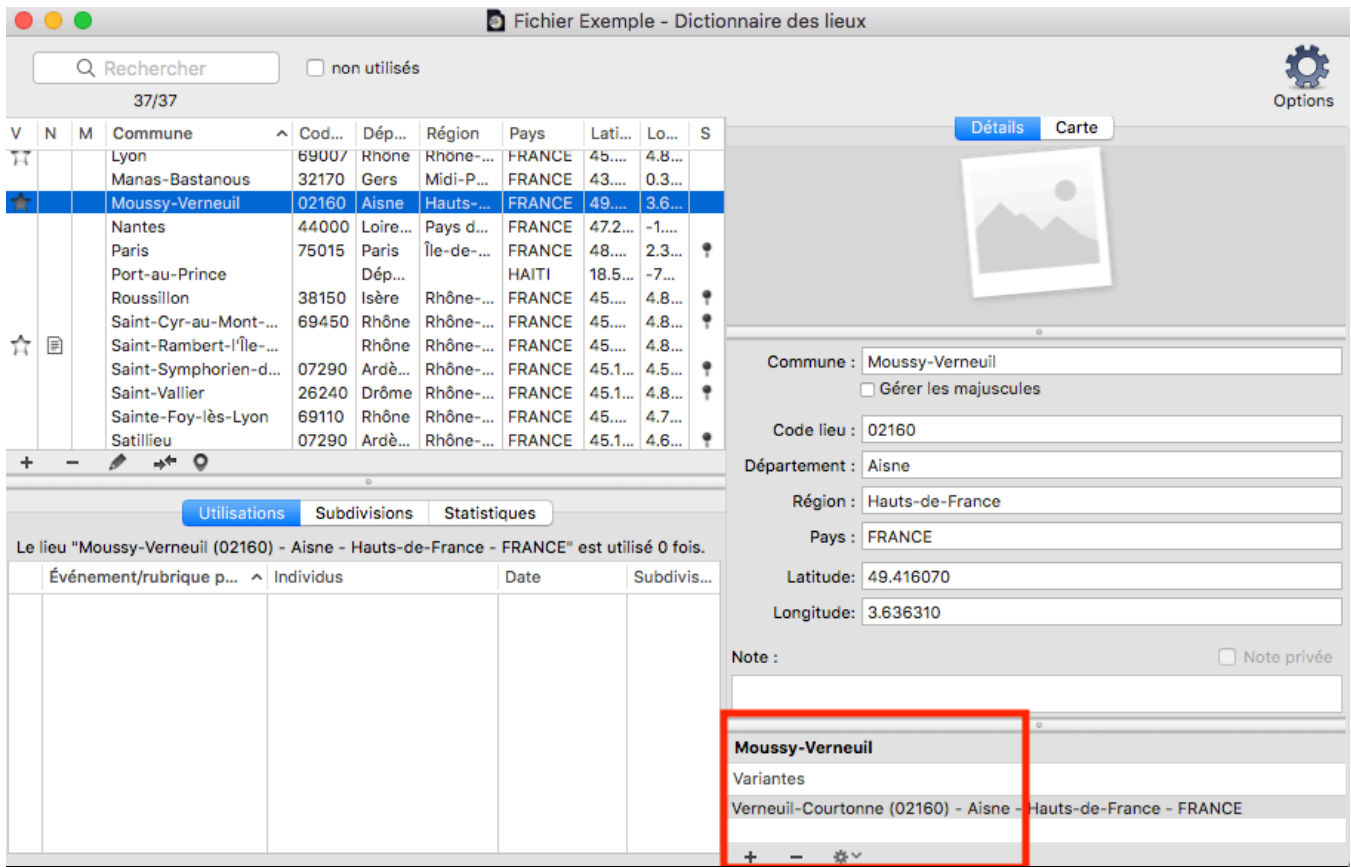 Fichier Exemple - Dictionnaire des lieux
Rechercher
non utilisés
37/37
Options
V N M Commune Cod... Dép... Région Pays Lati... Lo... S
Lyon 69007 Rhône Rhône-... FRANCE 45.... 4.8...
Manas-Bastanous 32170 Gers Midi-P... FRANCE 43.... 0.3...
Moussy-Verneuil 02160 Aisne Hauts-... FRANCE 49.... 3.6...
Nantes 44000 Loire... Pays d... FRANCE 47.2... -1....
Paris 75015 Paris Île-de-... FRANCE 48.... 2.3...
Port-au-Prince Dép... HAITI 18.5... -7...
Roussillon 38150 Isère Rhône-... FRANCE 45.... 4.8...
Saint-Cyr-au-Mont-... 69450 Rhône Rhône-... FRANCE 45.... 4.8...
Saint-Rambert-l'Île-... Rhône Rhône-... FRANCE 45.... 4.8...
Saint-Symphorien-d... 07290 Ardè... Rhône-... FRANCE 45.1... 4.5...
Saint-Vallier 26240 Drôme Rhône-... FRANCE 45.1... 4.8...
Sainte-Foy-lès-Lyon 69110 Rhône Rhône-... FRANCE 45.... 4.7...
Satillieu 07290 Ardè... Rhône-... FRANCE 45.1... 4.6...
Utilisations Subdivisions Statistiques
Le lieu "Moussy-Verneuil (02160) - Aisne - Hauts-de-France - FRANCE" est utilisé 0 fois.
Événement/rubrique p... Individus Date Subdivis...
Détails Carte
Commune : Moussy-Verneuil
Gérer les majuscules
Code lieu : 02160
Département : Aisne
Région : Hauts-de-France
Pays : FRANCE
Latitude: 49.416070
Longitude: 3.636310
Note : Note privée
Moussy-Verneuil
Variantes
Verneuil-Courtonne (02160) - Aisne - Hauts-de-France - FRANCE